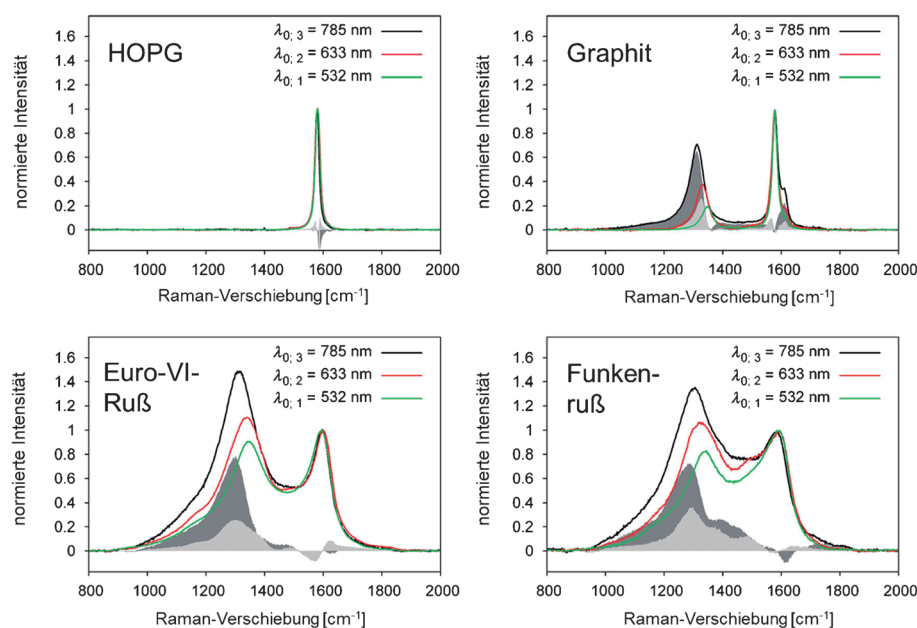 HOPG
λ0; 3 = 785 nm
λ0; 2 = 633 nm
λ0; 1 = 532 nm
normierte Intensität
1.6
1.4
1.2
1
0.8
0.6
0.4
0.2
0
800 1000 1200 1400 1600 1800 2000
Raman-Verschiebung [cm⁻¹]
Graphit
λ0; 3 = 785 nm
λ0; 2 = 633 nm
λ0; 1 = 532 nm
normierte Intensität
1.6
1.4
1.2
1
0.8
0.6
0.4
0.2
0
800 1000 1200 1400 1600 1800 2000
Raman-Verschiebung [cm⁻¹]
Euro-VI-
Ruß
λ0; 3 = 785 nm
λ0; 2 = 633 nm
λ0; 1 = 532 nm
normierte Intensität
1.6
1.4
1.2
1
0.8
0.6
0.4
0.2
0
800 1000 1200 1400 1600 1800 2000
Raman-Verschiebung [cm⁻¹]
Funken-
ruß
λ0; 3 = 785 nm
λ0; 2 = 633 nm
λ0; 1 = 532 nm
normierte Intensität
1.6
1.4
1.2
1
0.8
0.6
0.4
0.2
0
800 1000 1200 1400 1600 1800 2000
Raman-Verschiebung [cm⁻¹]